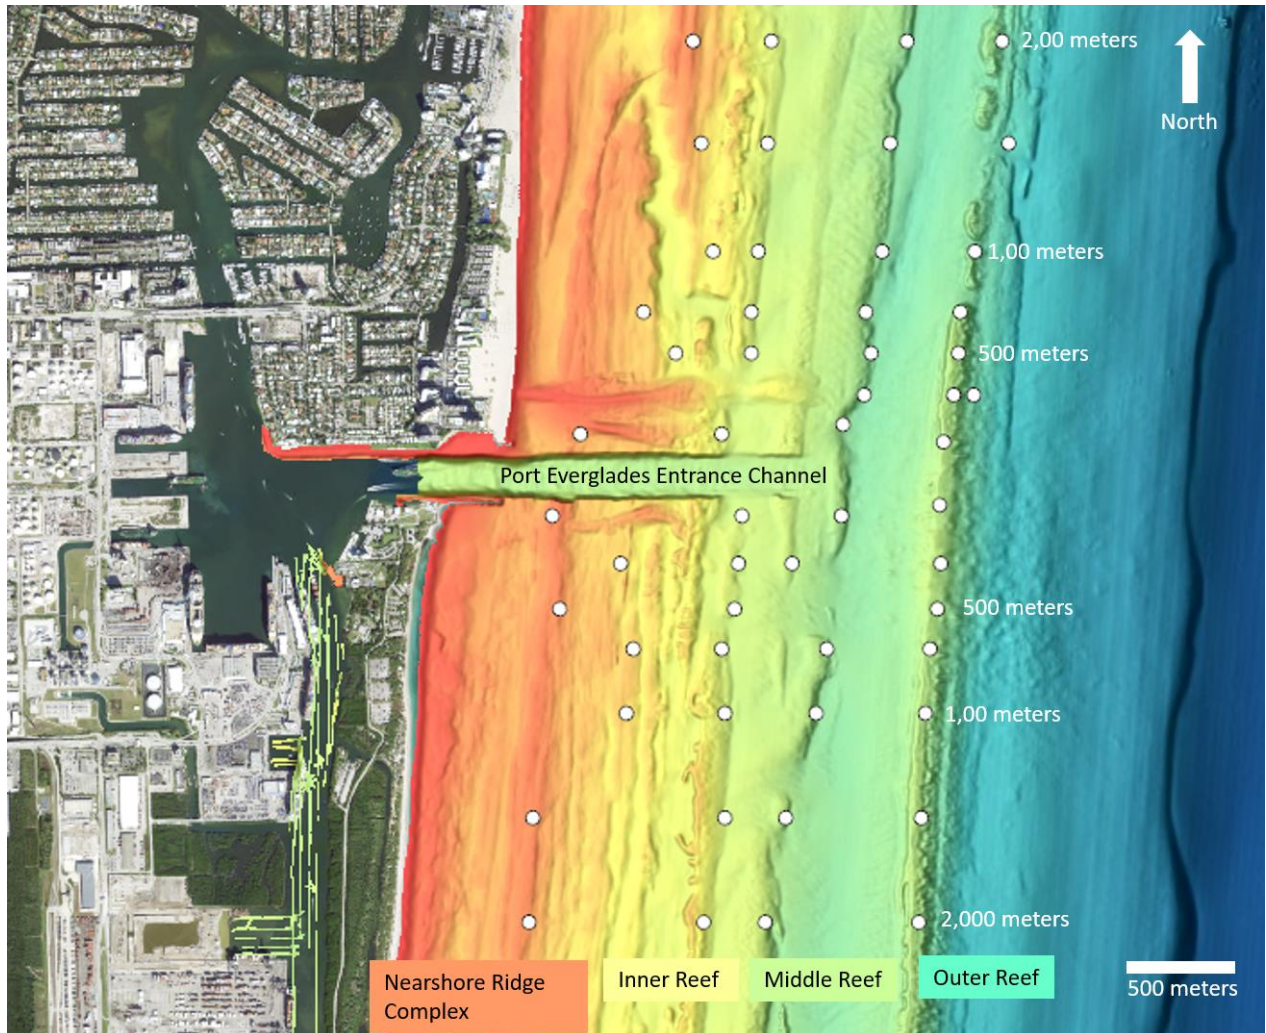 2,00 meters
North
1,00 meters
500 meters
Port Everglades Entrance Channel
500 meters
1,00 meters
2,000 meters
Nearshore Ridge
Complex
Inner Reef
Middle Reef
Outer Reef
500 meters